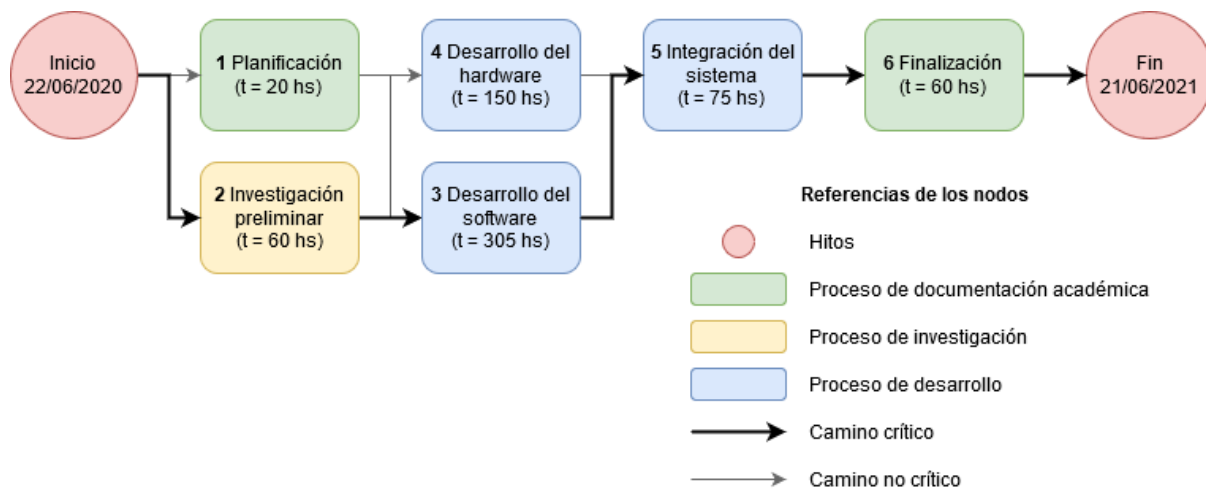 Inicio
22/06/2020
1 Planificación
(t = 20 hs)
4 Desarrollo del
hardware
(t = 150 hs)
5 Integración del
sistema
(t = 75 hs)
6 Finalización
(t = 60 hs)
Fin
21/06/2021
2 Investigación
preliminar
(t = 60 hs)
3 Desarrollo del
software
(t = 305 hs)
Referencias de los nodos
Hitos
Proceso de documentación académica
Proceso de investigación
Proceso de desarrollo
Camino crítico
Camino no crítico